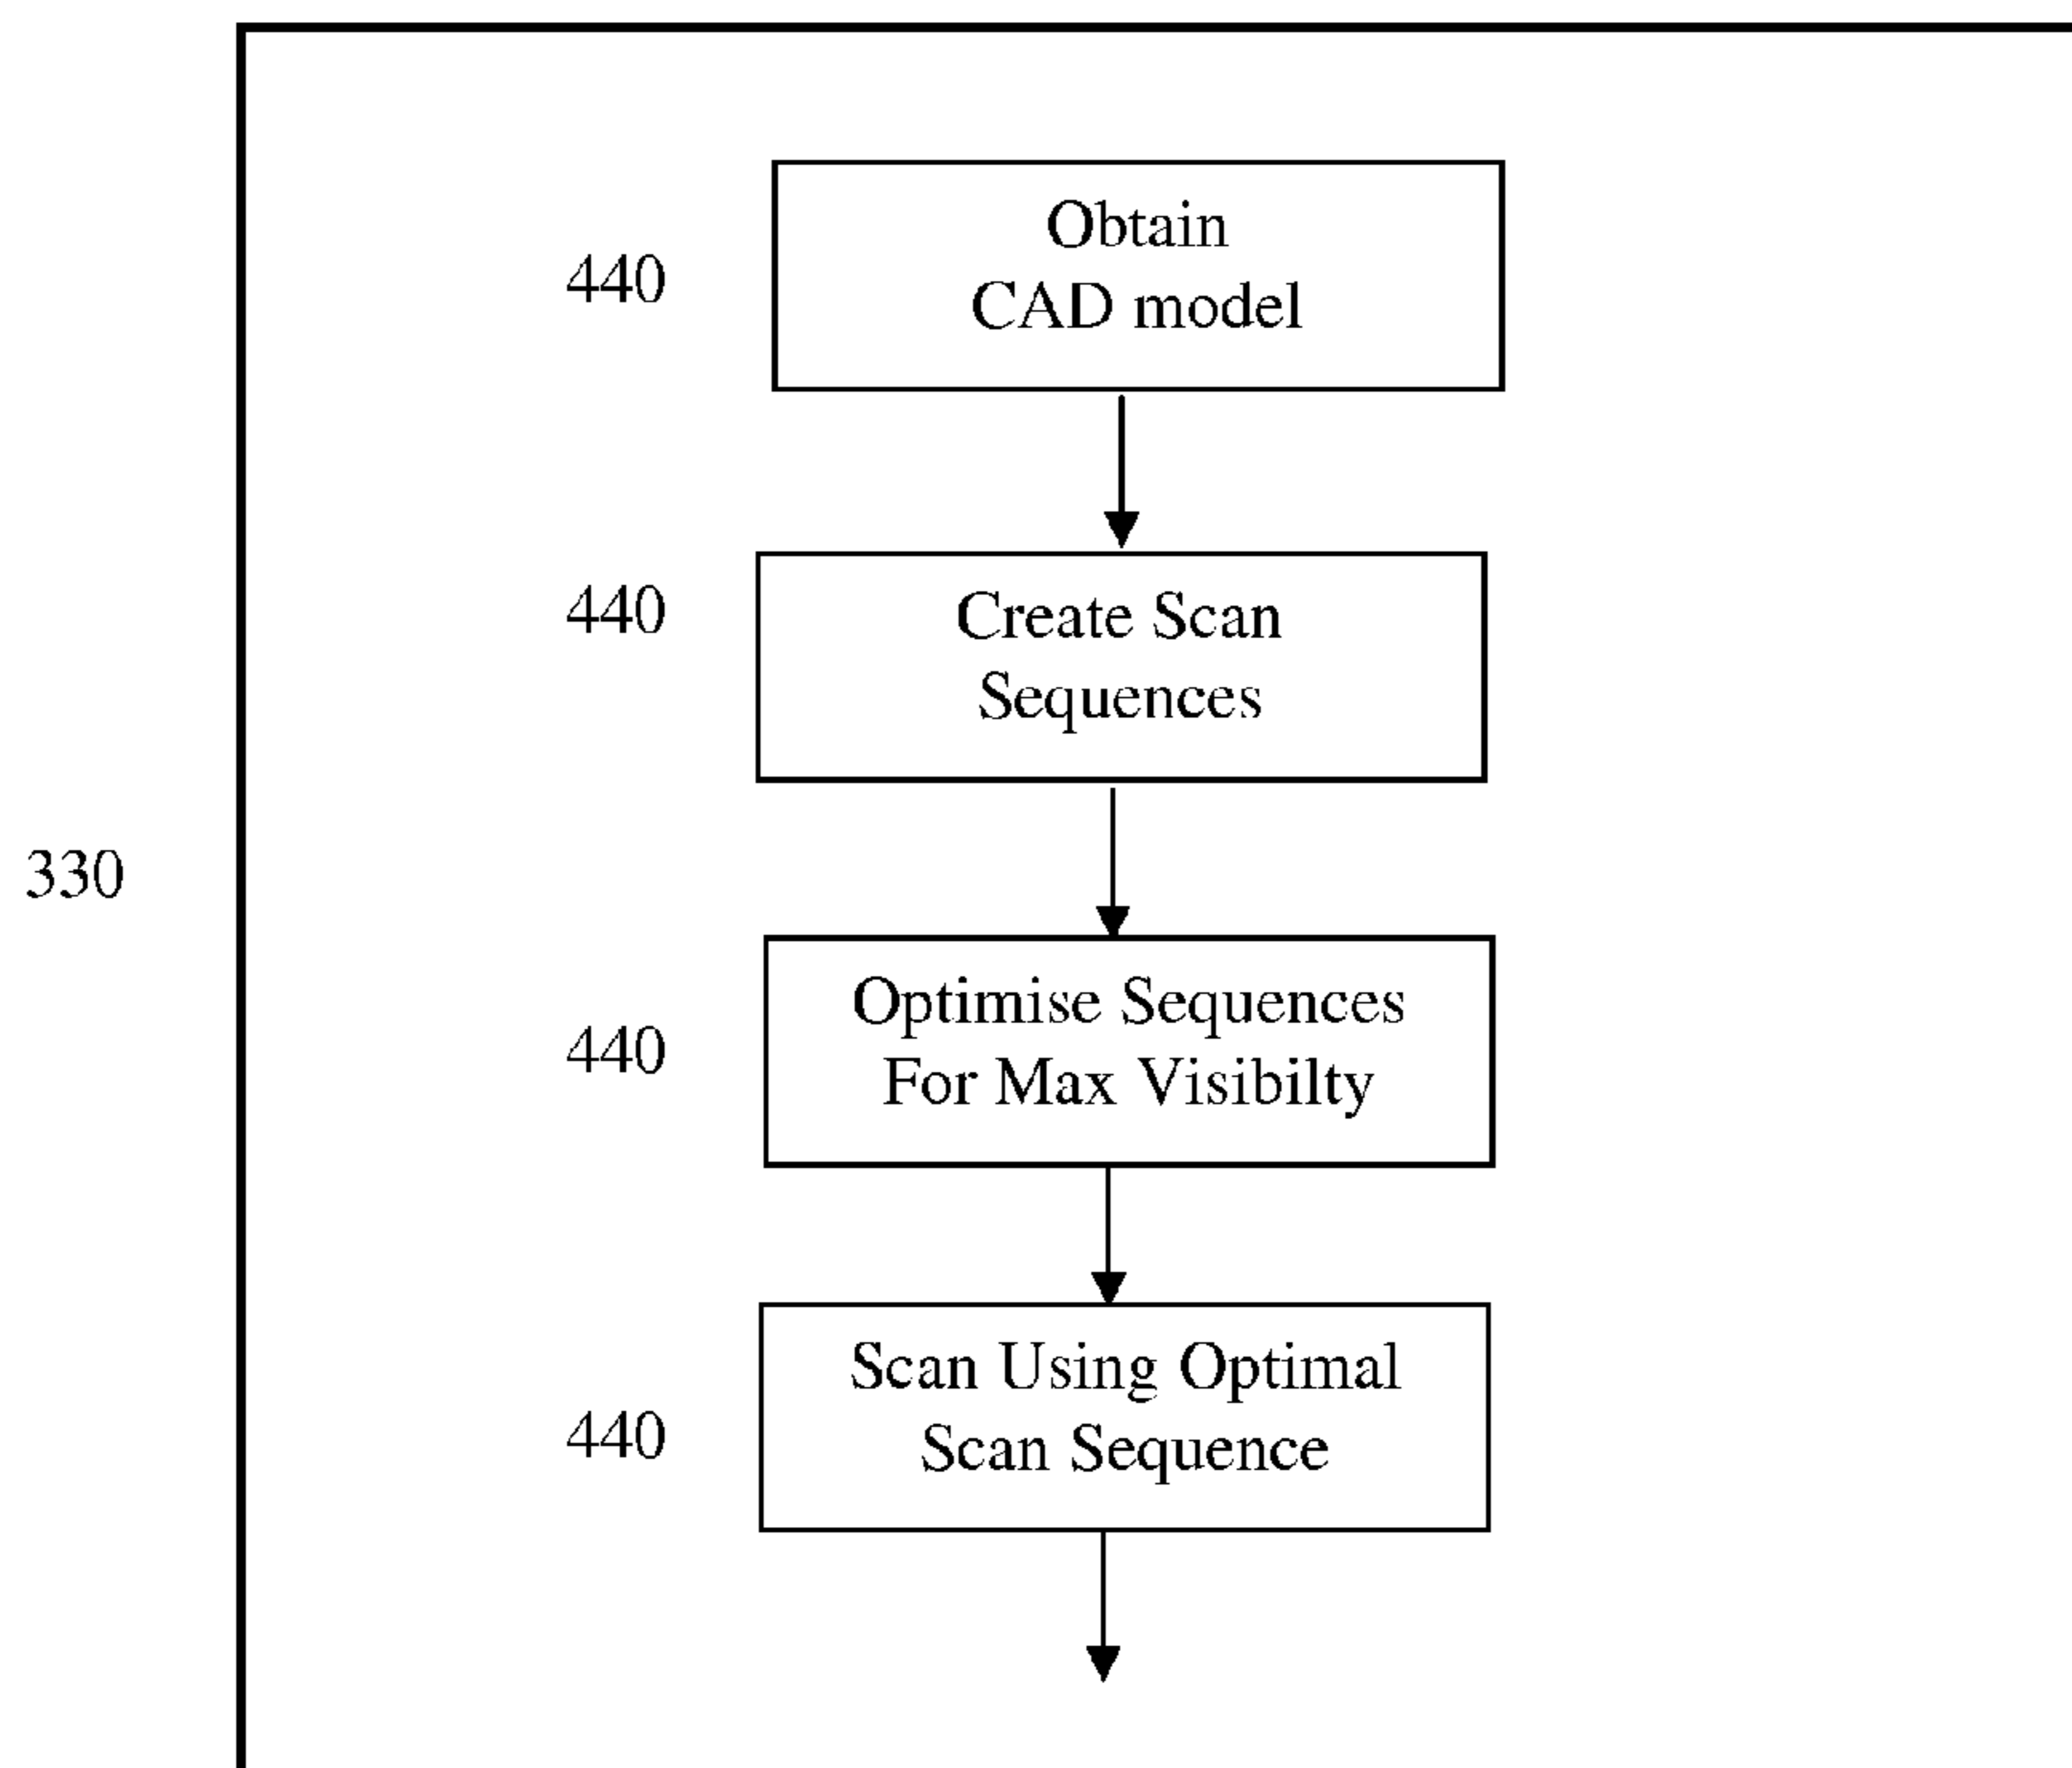 Obtain
440
CAD model
440
Create Scan
Sequences
330
Optimise Sequences
440
For Max Visibilty
Scan Using Optimal
440
Scan Sequence